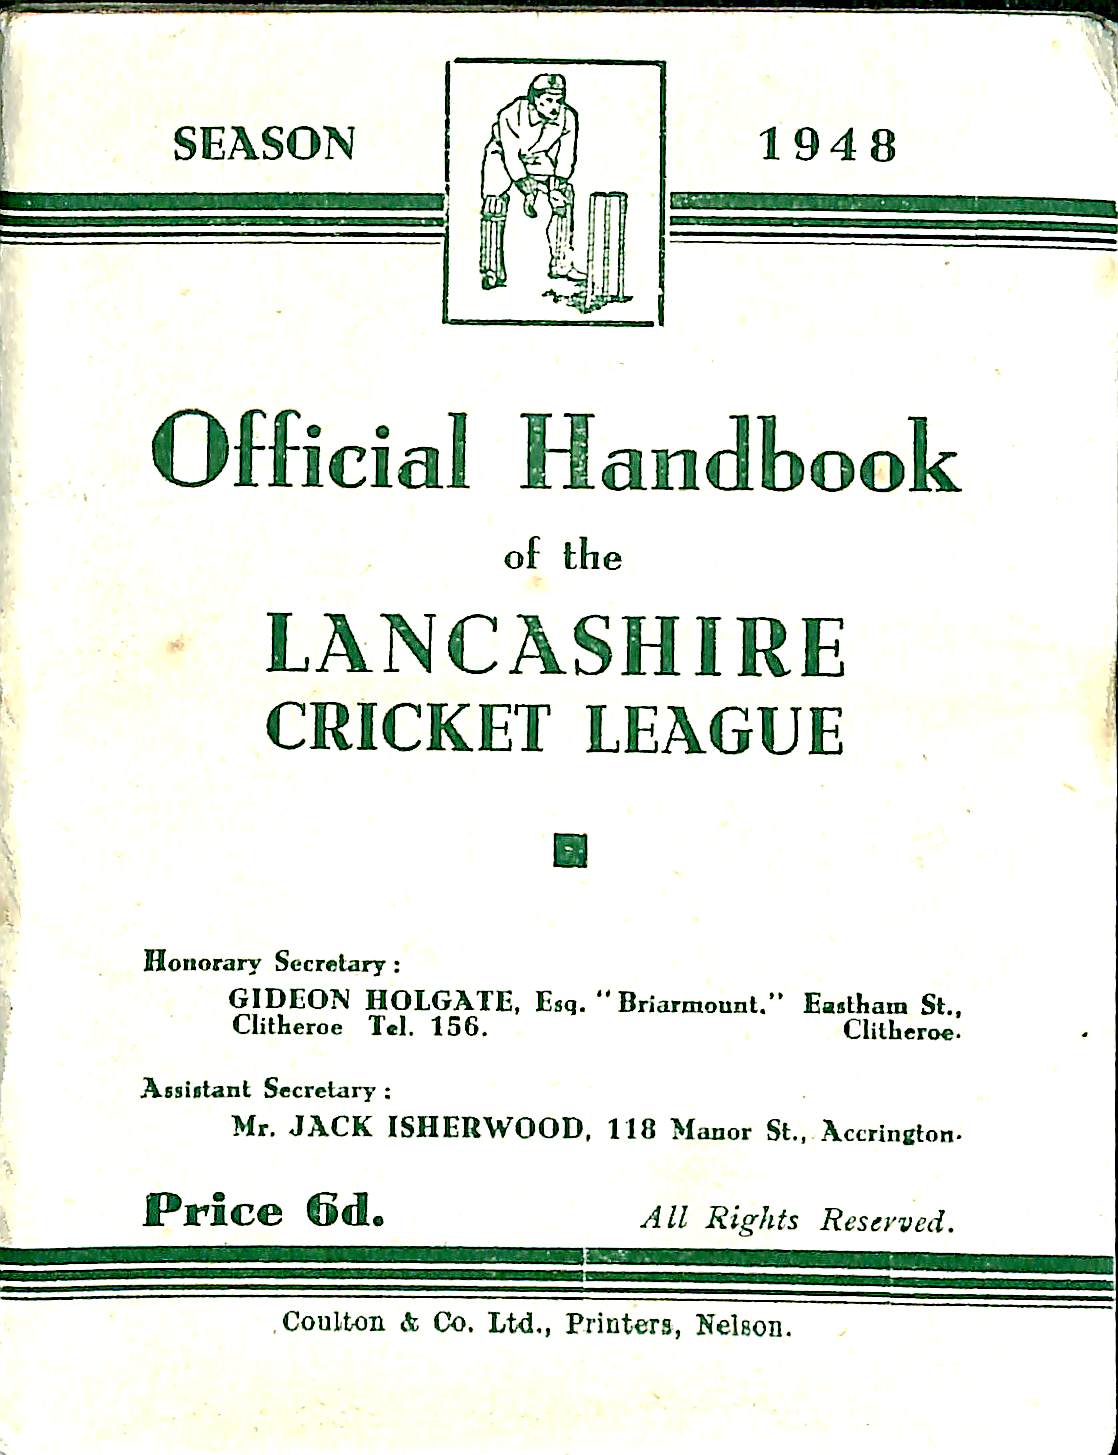 SEASON 1948
Official Handbook
of the
LANCASHIRE
CRICKET LEAGUE
Honorary Secretary :
GIDEON HOLGATE, Esq. "Briarmount." Eastham St.,
Clitheroe Tel. 156. Clitheroe.
Assistant Secretary :
Mr. JACK ISHERWOOD, 118 Manor St., Accrington.
Price 6d. All Rights Reserved.
Coulton & Co. Ltd., Printers, Nelson.